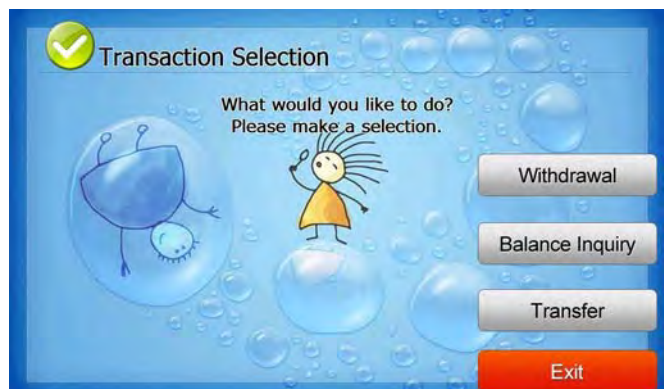 Transaction Selection
What would you like to do?
Please make a selection.
Withdrawal
Balance Inquiry
Transfer
Exit